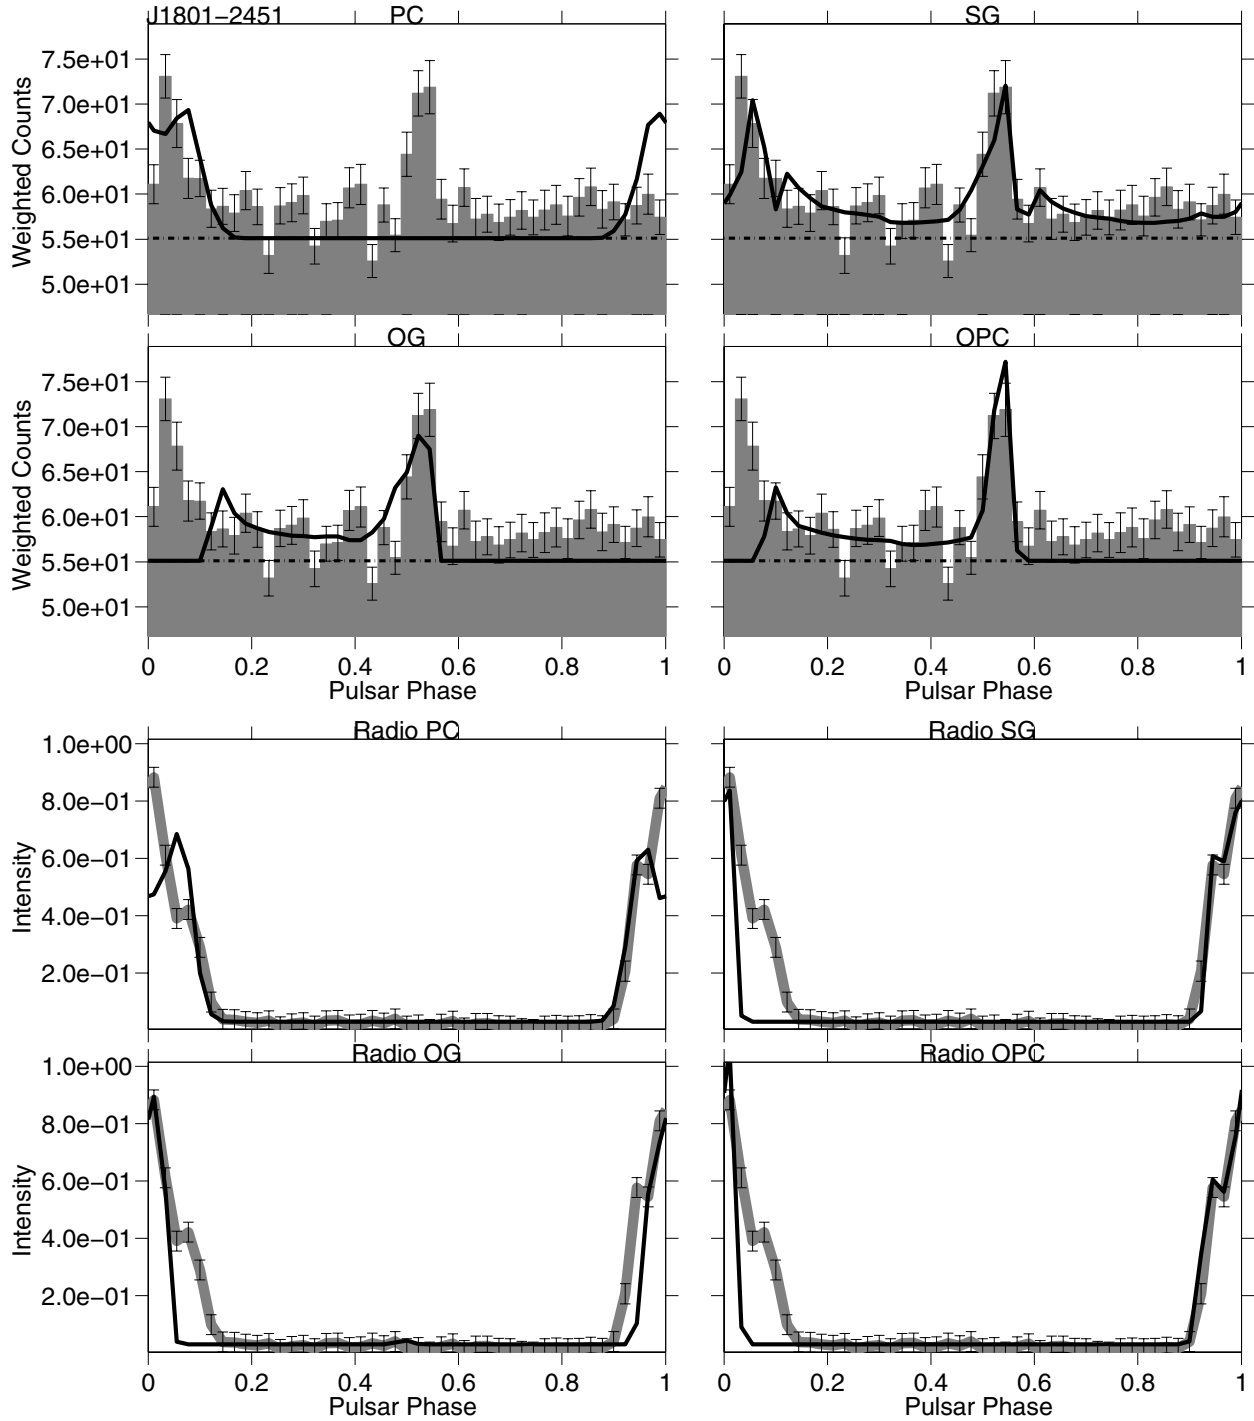 J1801−2451 PC SG
7.5e+01
7.0e+01
6.5e+01
6.0e+01
5.5e+01
5.0e+01
Weighted Counts
OG OPC
7.5e+01
7.0e+01
6.5e+01
6.0e+01
5.5e+01
5.0e+01
Weighted Counts
0 0.2 0.4 0.6 0.8 1 0 0.2 0.4 0.6 0.8 1
Pulsar Phase Pulsar Phase
Radio PC Radio SG
1.0e+00
8.0e−01
6.0e−01
4.0e−01
2.0e−01
Intensity
Radio OG Radio OPC
1.0e+00
8.0e−01
6.0e−01
4.0e−01
2.0e−01
Intensity
0 0.2 0.4 0.6 0.8 1 0 0.2 0.4 0.6 0.8 1
Pulsar Phase Pulsar Phase